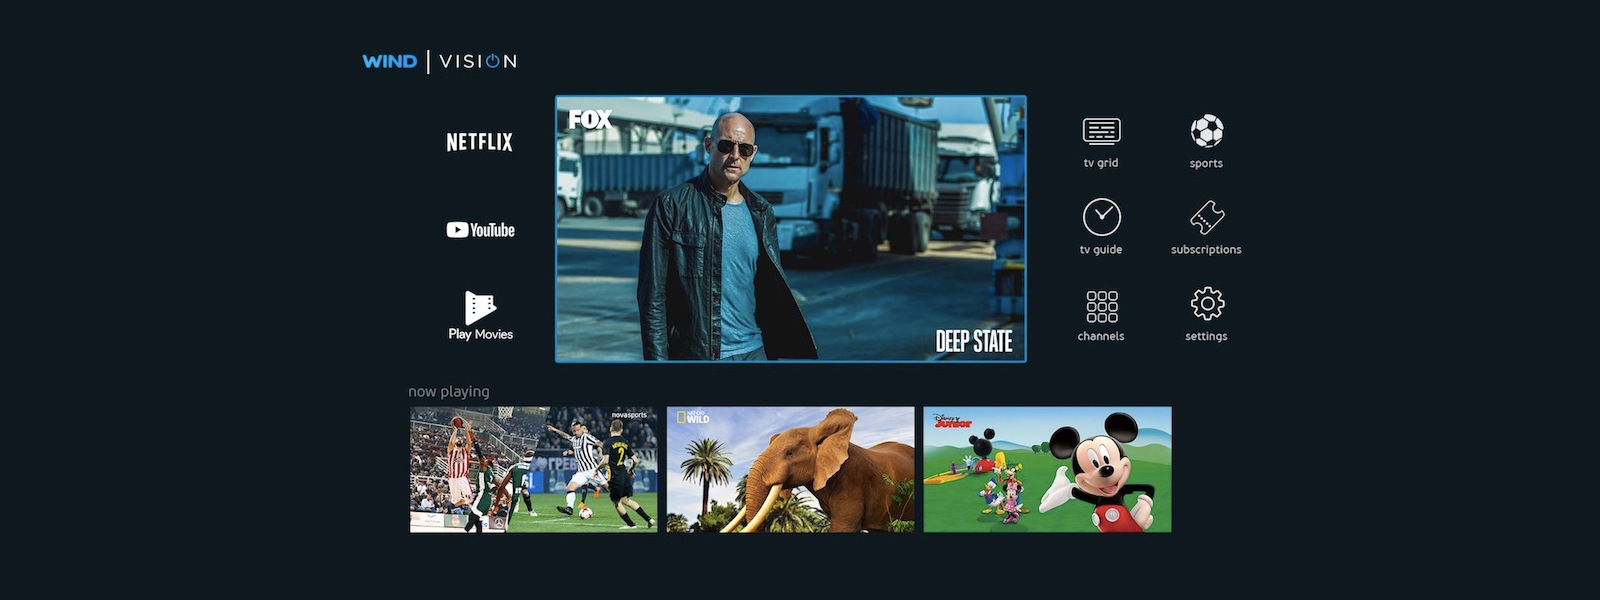 WIND | VISION
NETFLIX
YouTube
Play Movies
FOX
DEEP STATE
tv grid
sports
tv guide
subscriptions
channels
settings
now playing
novasports
2
NAT GEO
WILD
Disney
Junior